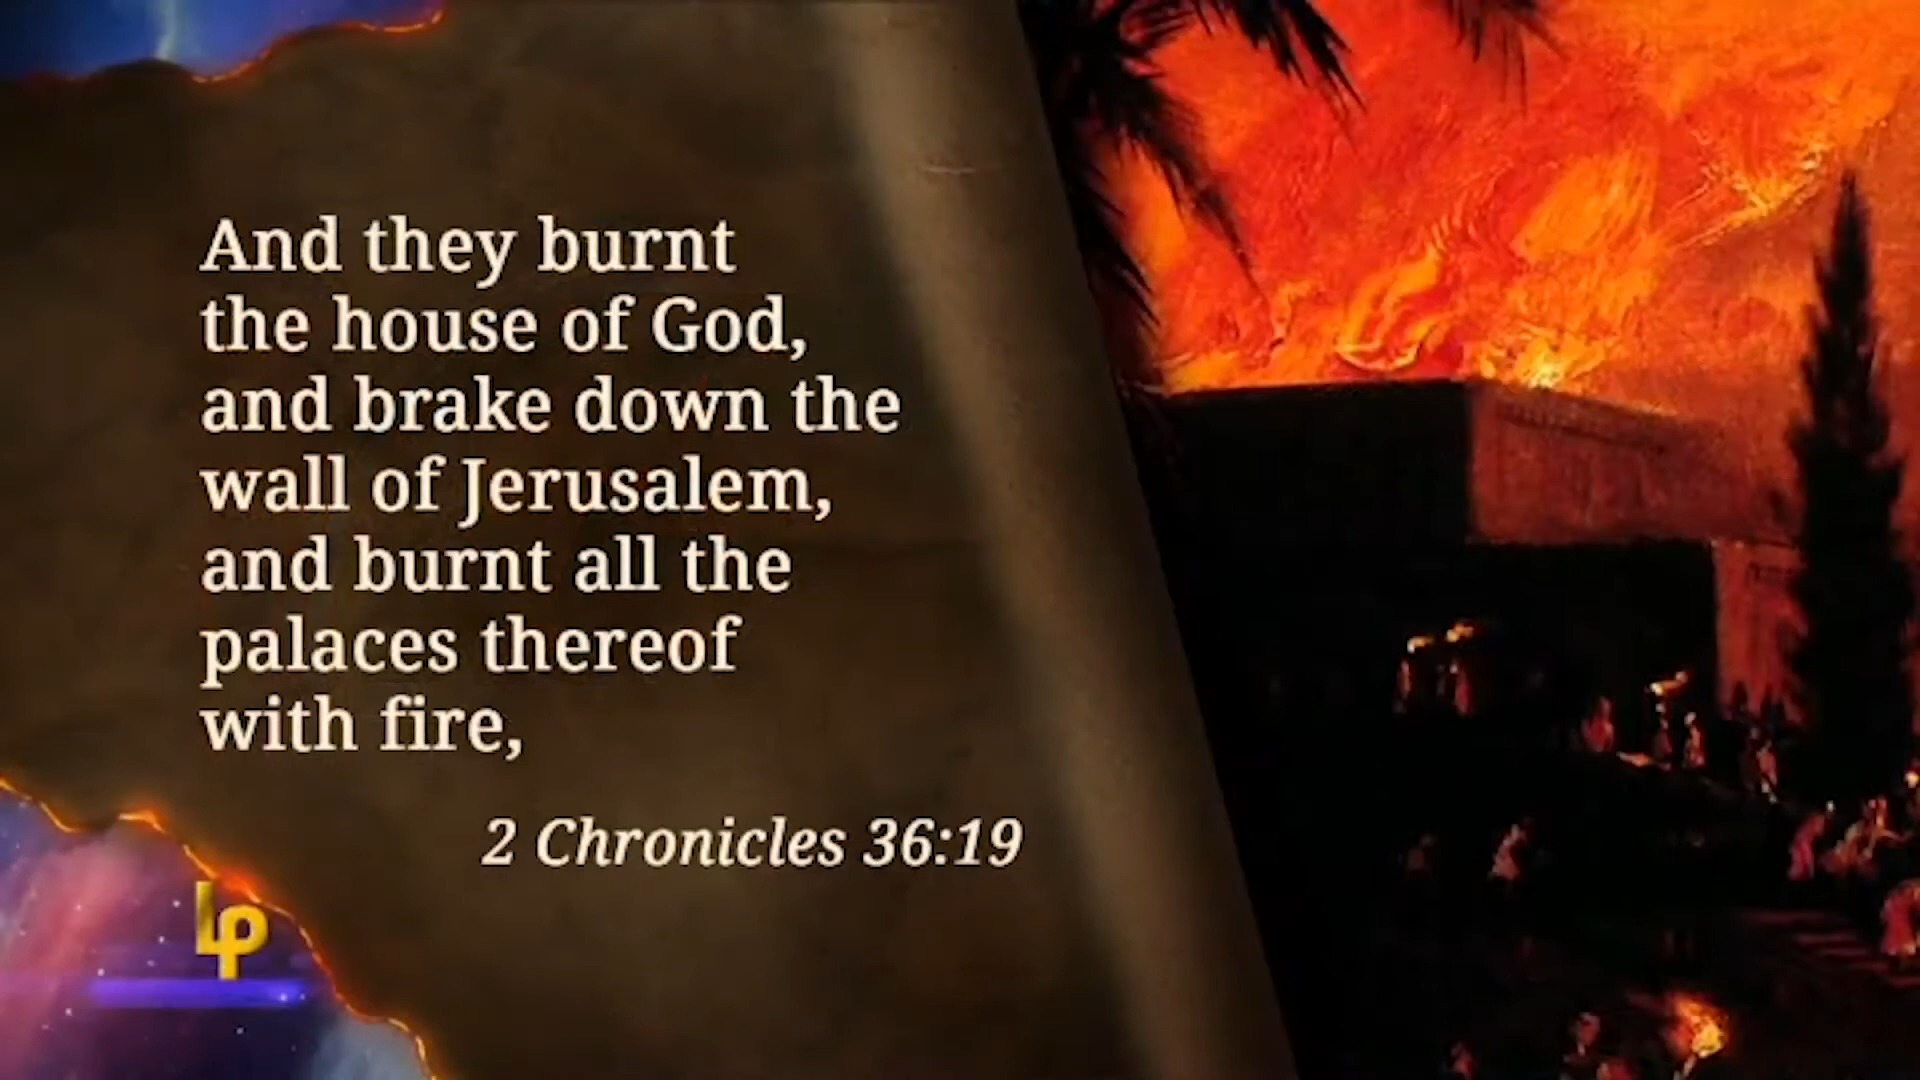 And they burnt
the house of God,
and brake down the
wall of Jerusalem,
and burnt all the
palaces thereof
with fire,
2 Chronicles 36:19
LP